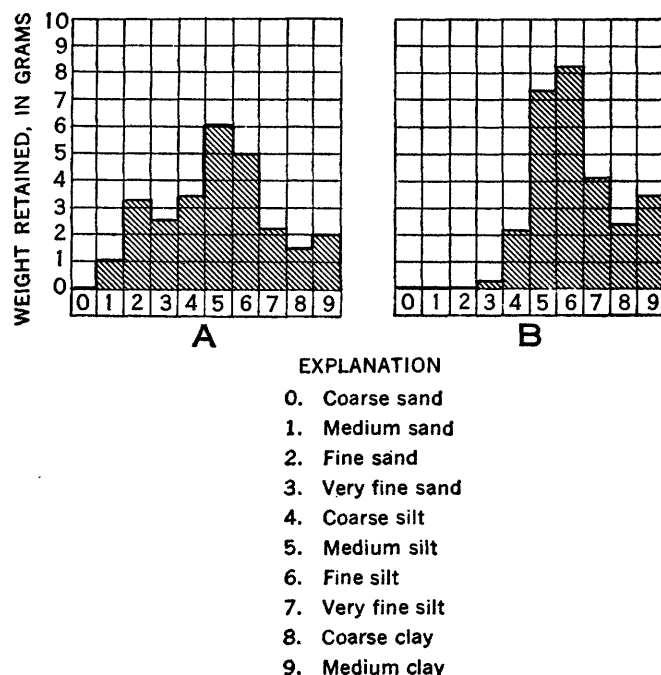 WEIGHT RETAINED, IN GRAMS
10
9
8
7
6
5
4
3
2
1
0
0 1 2 3 4 5 6 7 8 9
A
0 1 2 3 4 5 6 7 8 9
B
EXPLANATION
0. Coarse sand
1. Medium sand
2. Fine sand
3. Very fine sand
4. Coarse silt
5. Medium silt
6. Fine silt
7. Very fine silt
8. Coarse clay
9. Medium clay